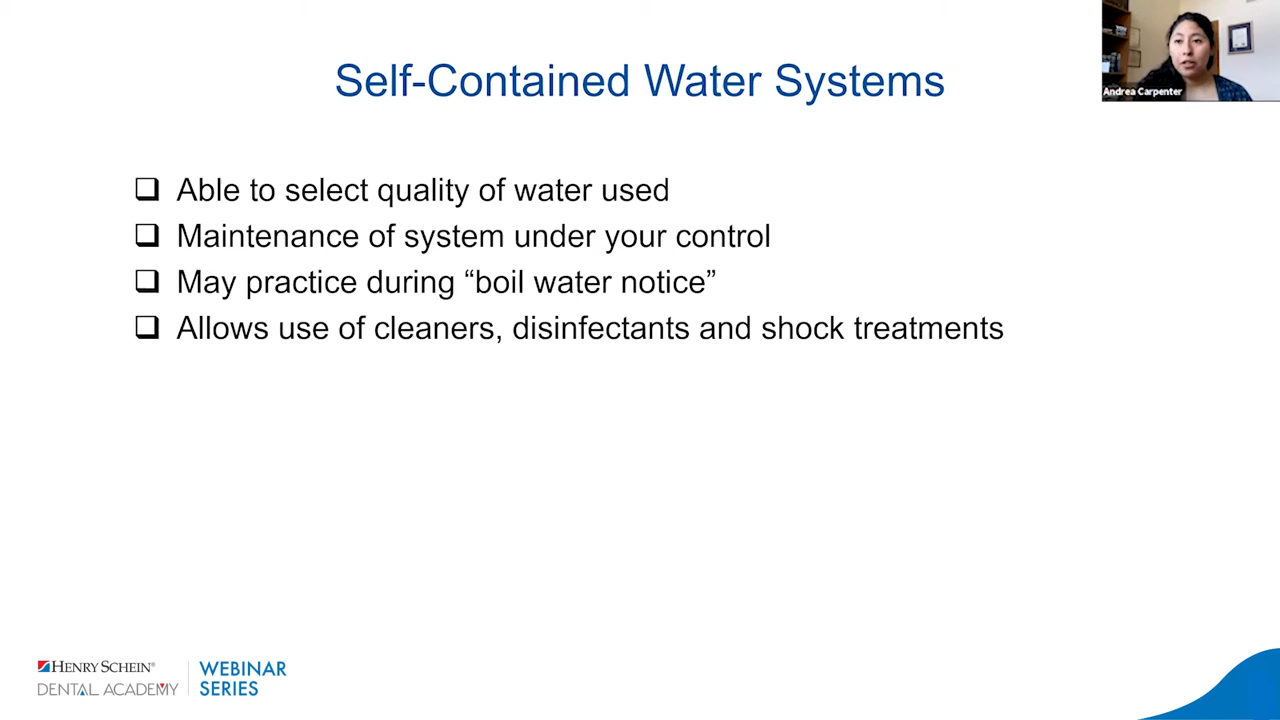 Self-Contained Water Systems
Andrea Carpenter
Able to select quality of water used
Maintenance of system under your control
May practice during “boil water notice”
Allows use of cleaners, disinfectants and shock treatments
HENRY SCHEIN®
DENTAL ACADEMY
WEBINAR
SERIES